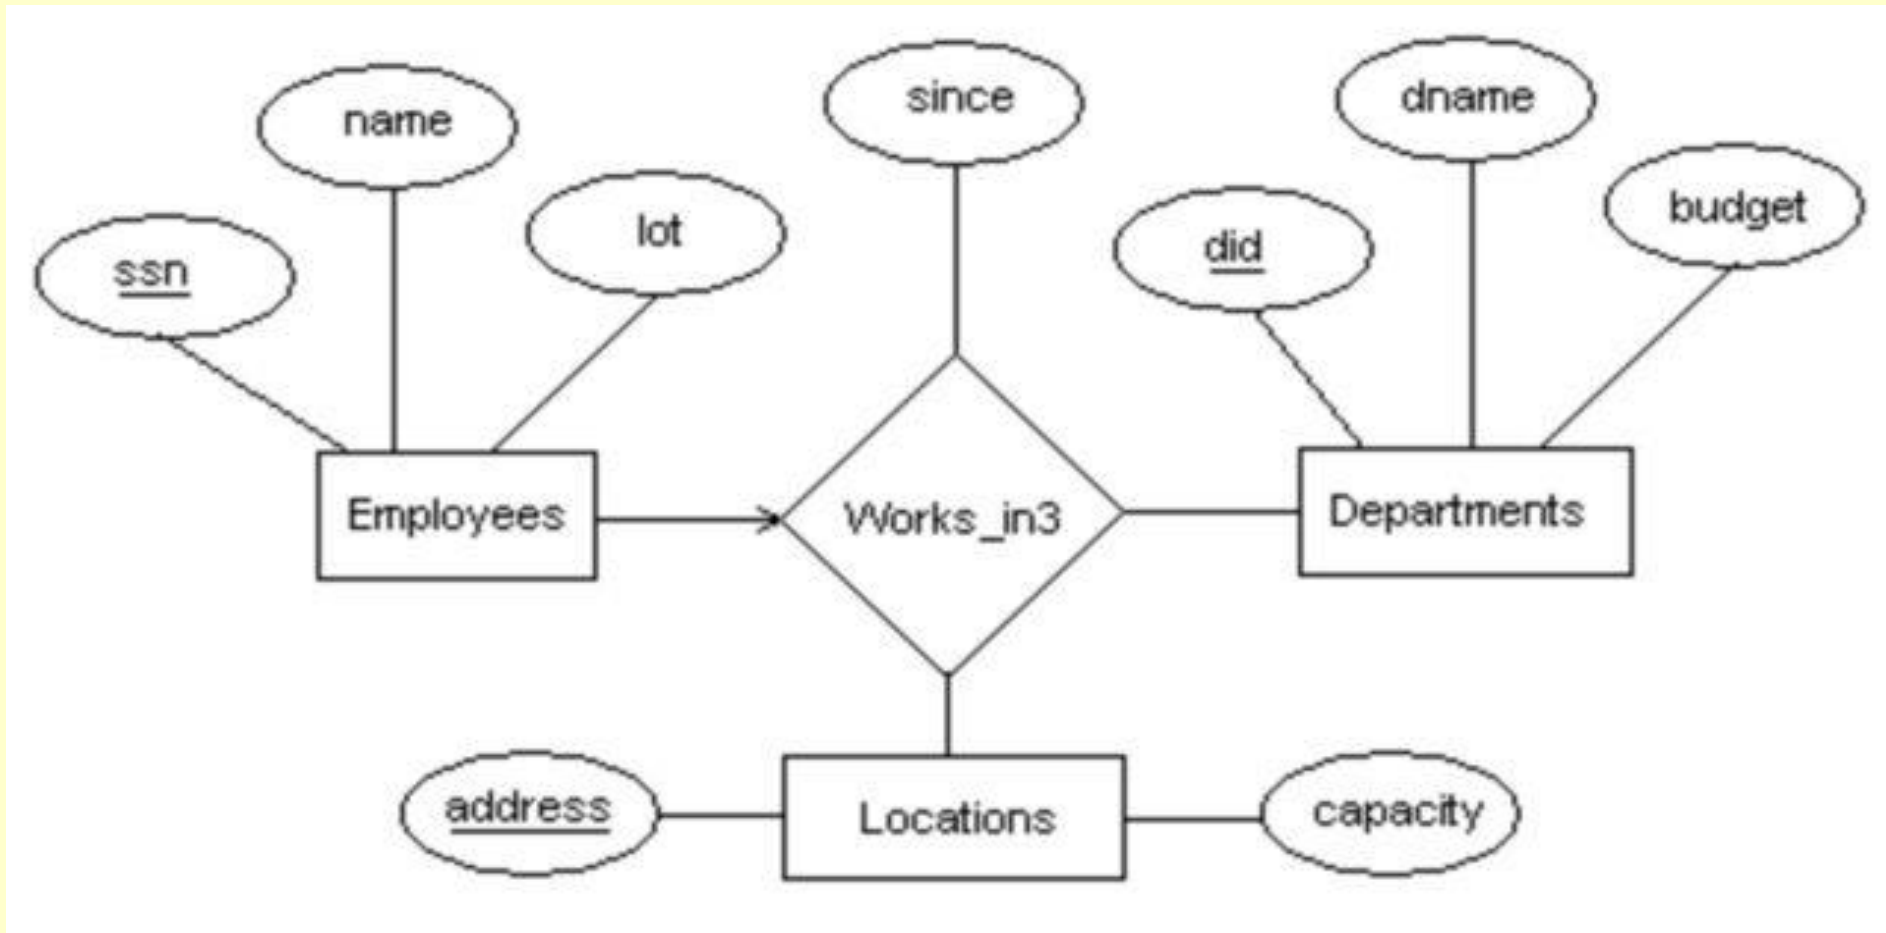 since
dname
name
budget
lot
did
ssn
Employees
Works_in3
Departments
address
Locations
capacity